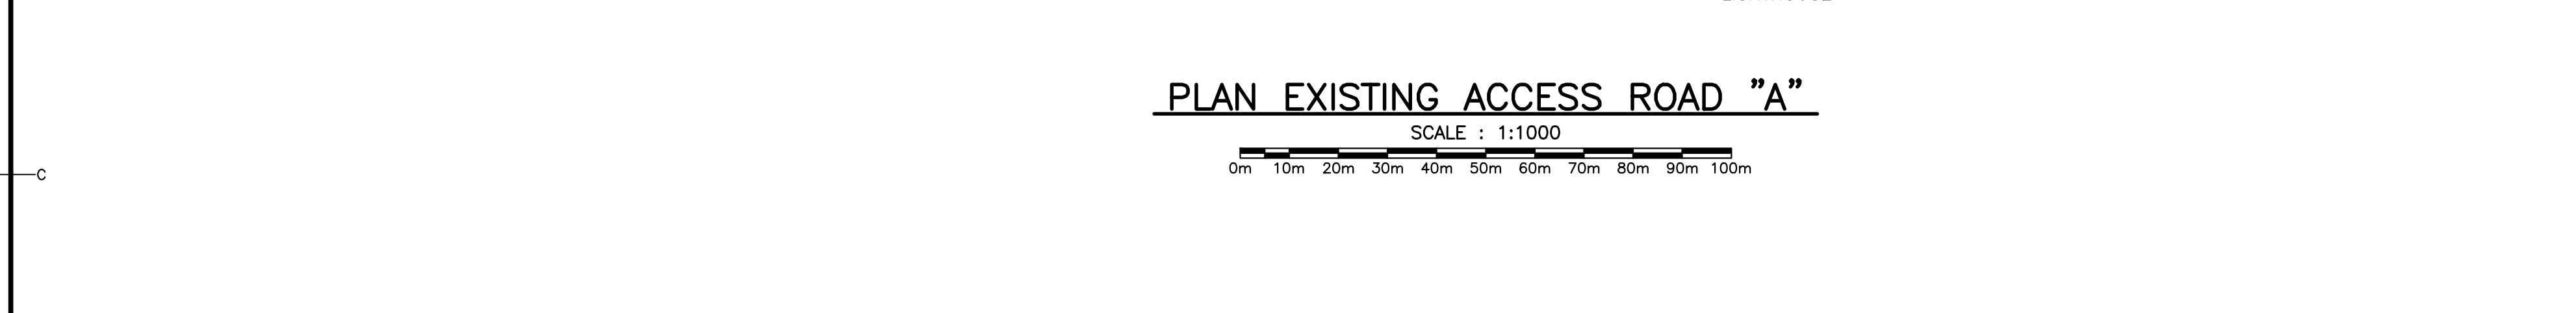 PLAN EXISTING ACCESS ROAD "A"
SCALE : 1:1000
0m 10m 20m 30m 40m 50m 60m 70m 80m 90m 100m
C